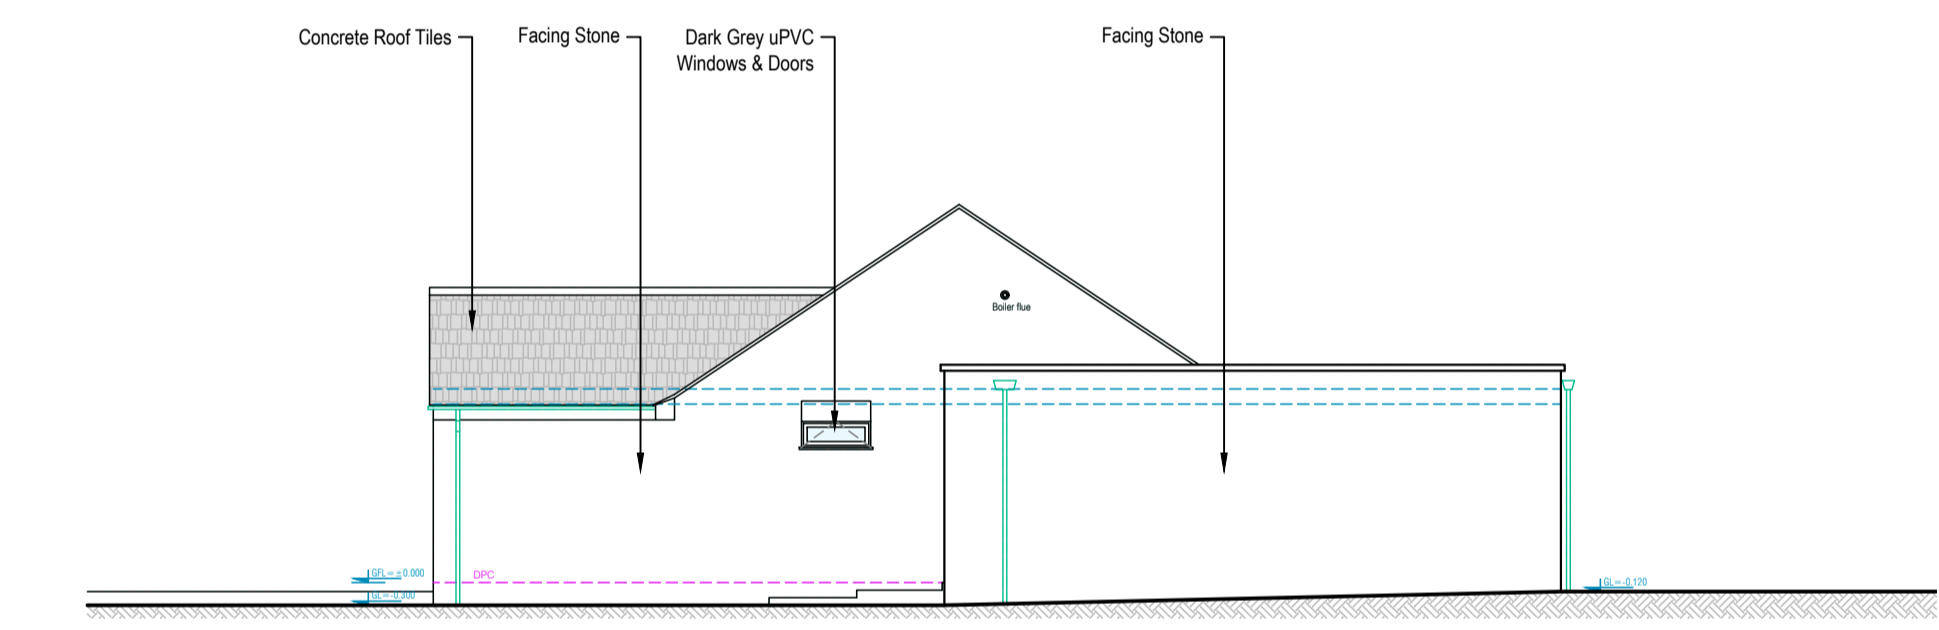 Concrete Roof Tiles
Facing Stone
Dark Grey uPVC
Windows & Doors
Facing Stone
Boiler flue
GFL=±0.000
DPC
GL=-0.300
GL=-0.120